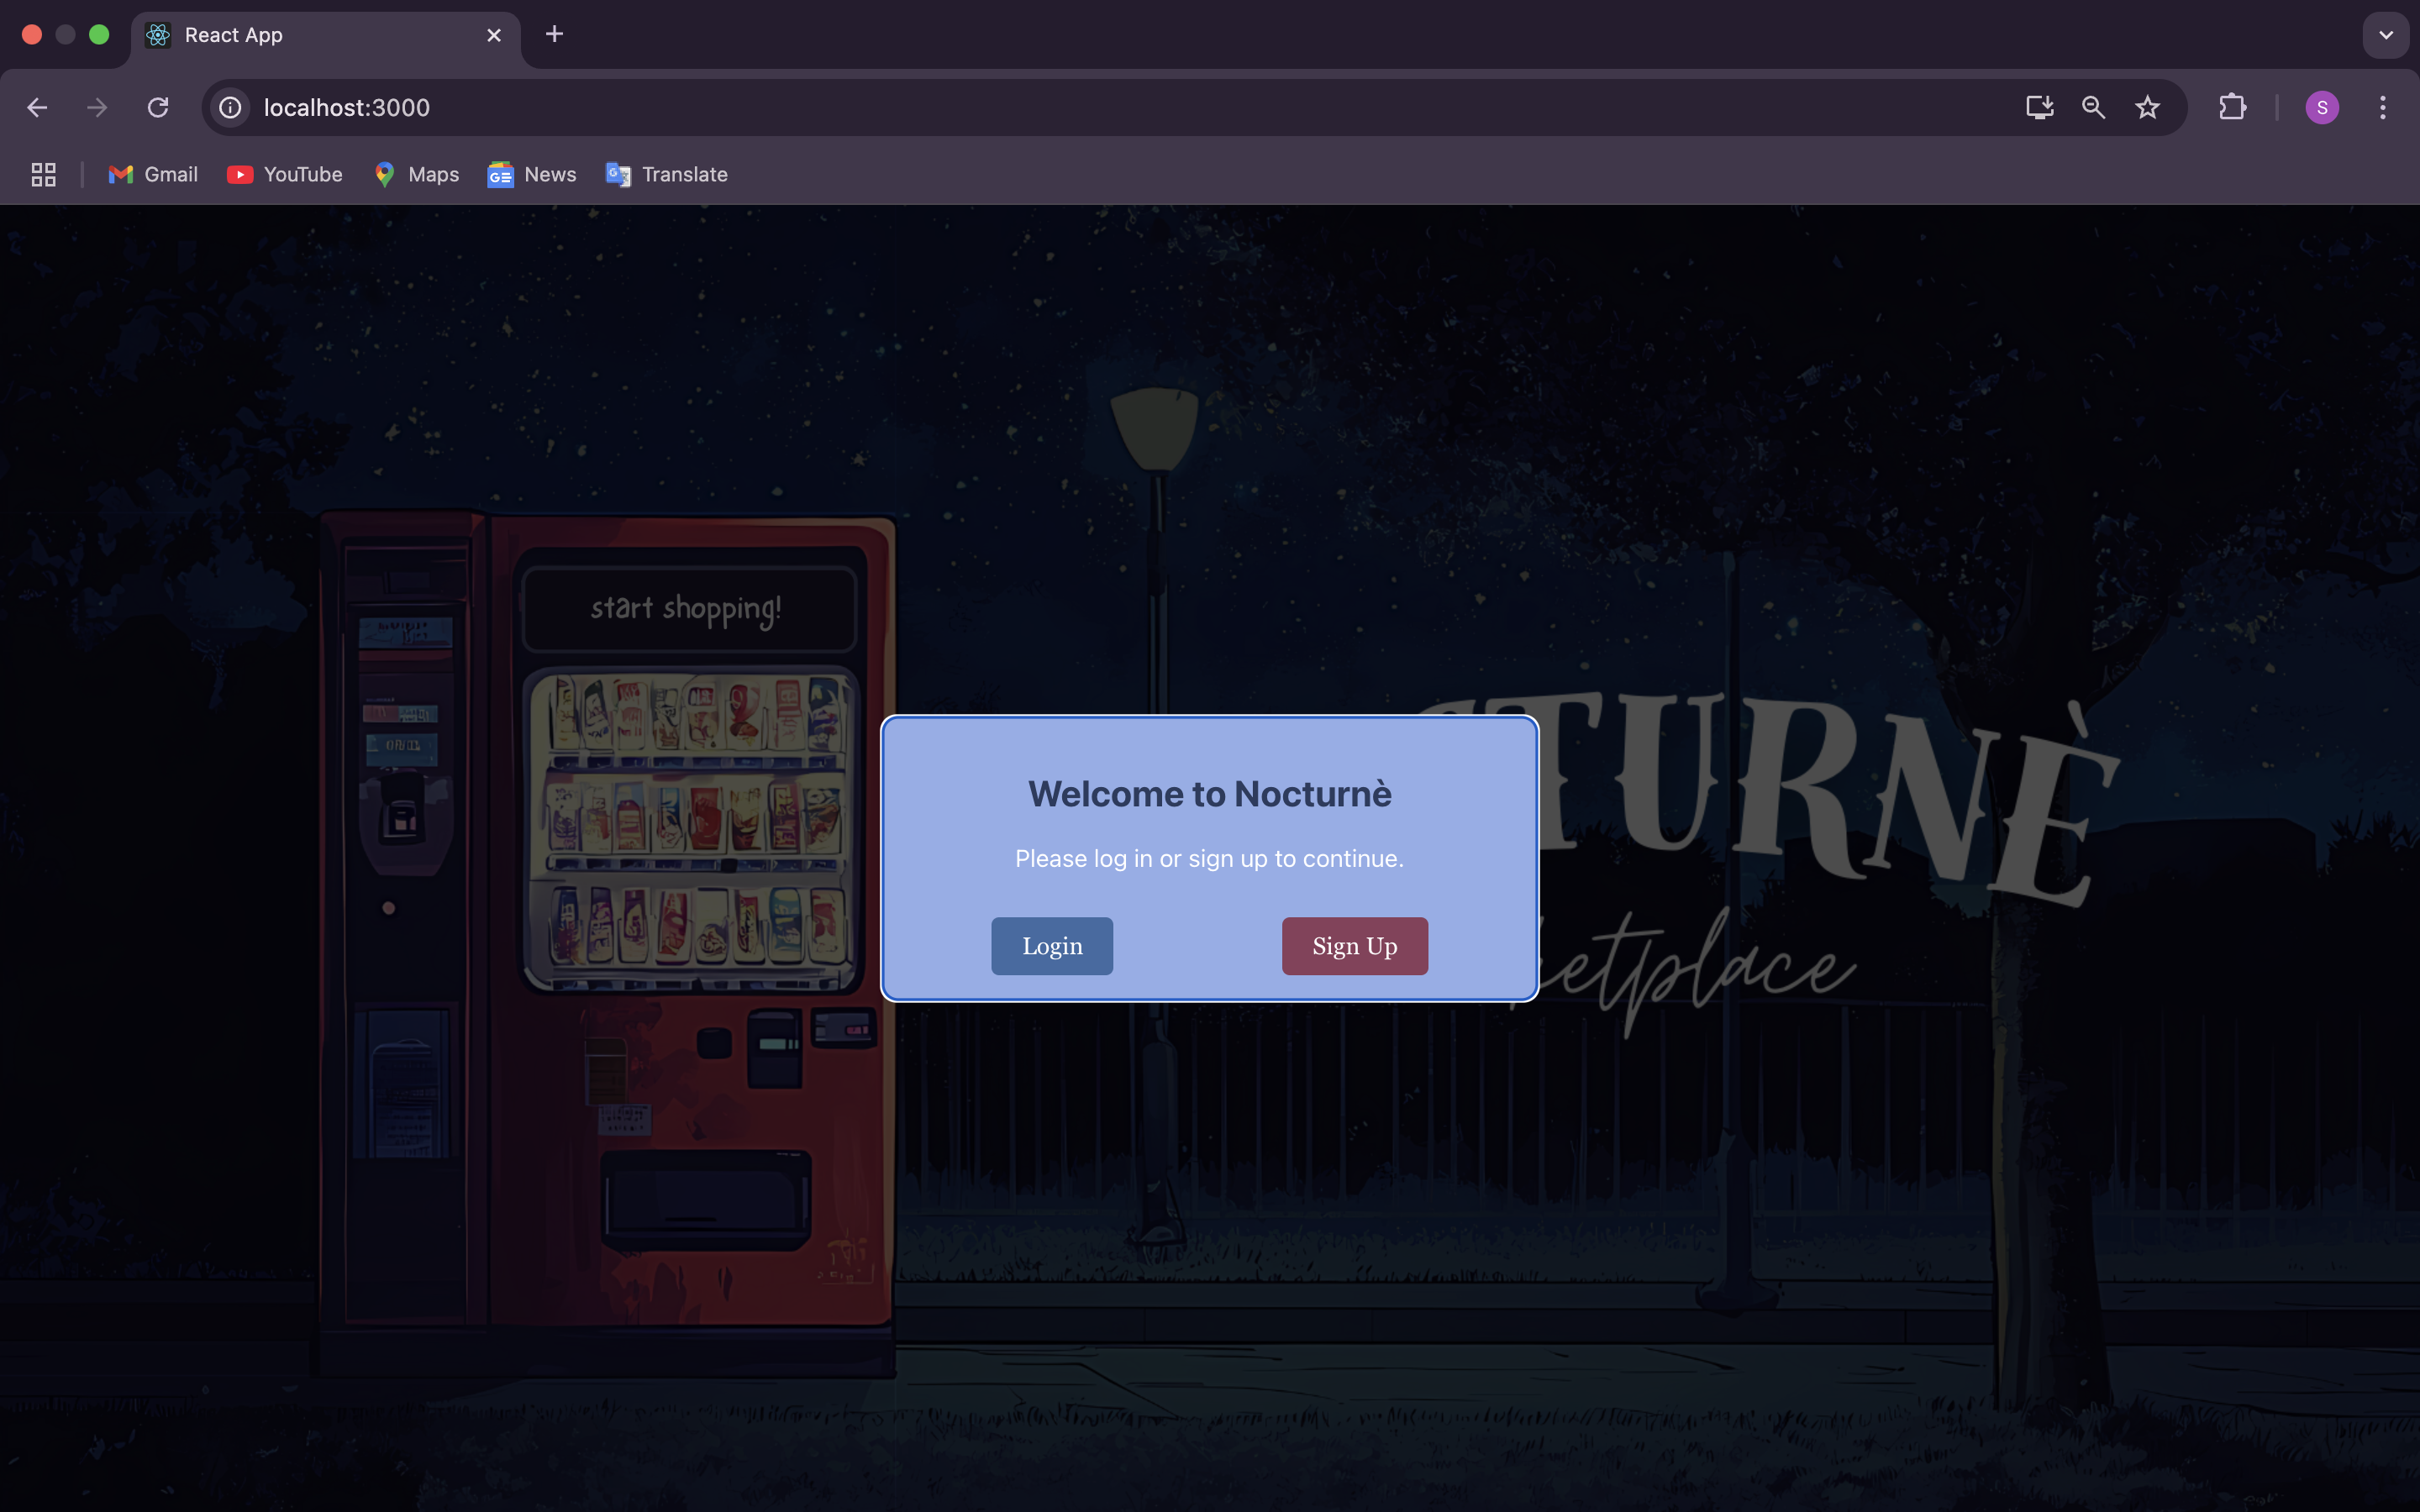 React App
localhost:3000
S
Gmail
YouTube
Maps
News
Translate
start shopping!
TURNÈ
etplace
Welcome to Nocturnè
Please log in or sign up to continue.
Login
Sign Up